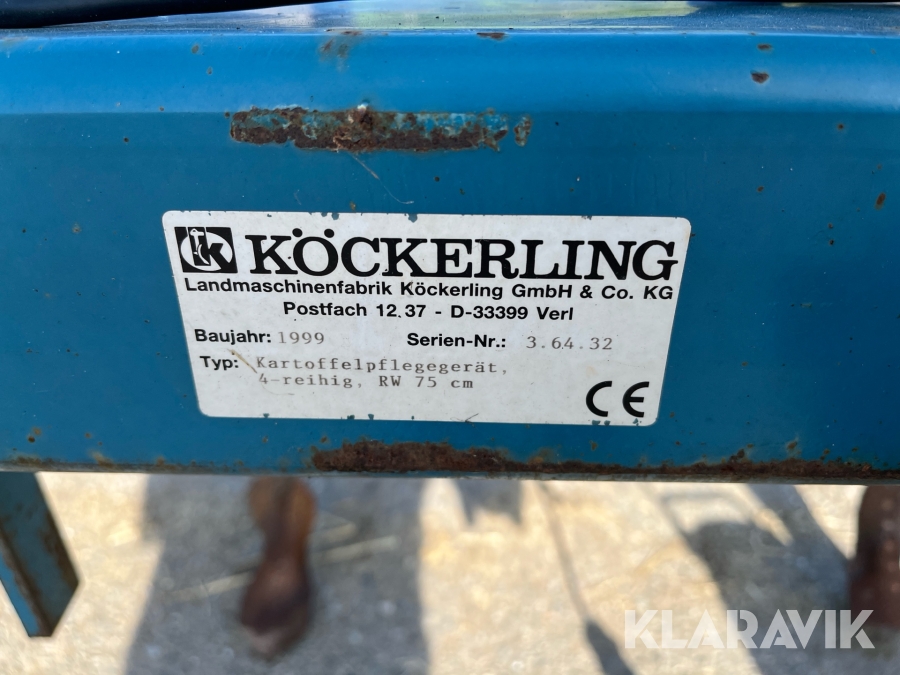 k KÖCKERLING
Landmaschinenfabrik Köckerling GmbH & Co. KG
Postfach 12 37 - D-33399 Verl
Baujahr: 1999 Serien-Nr.: 3.64.32
Typ: Kartoffelpflegegerät,
4-reihig, RW 75 cm
CE
KLARAVIK